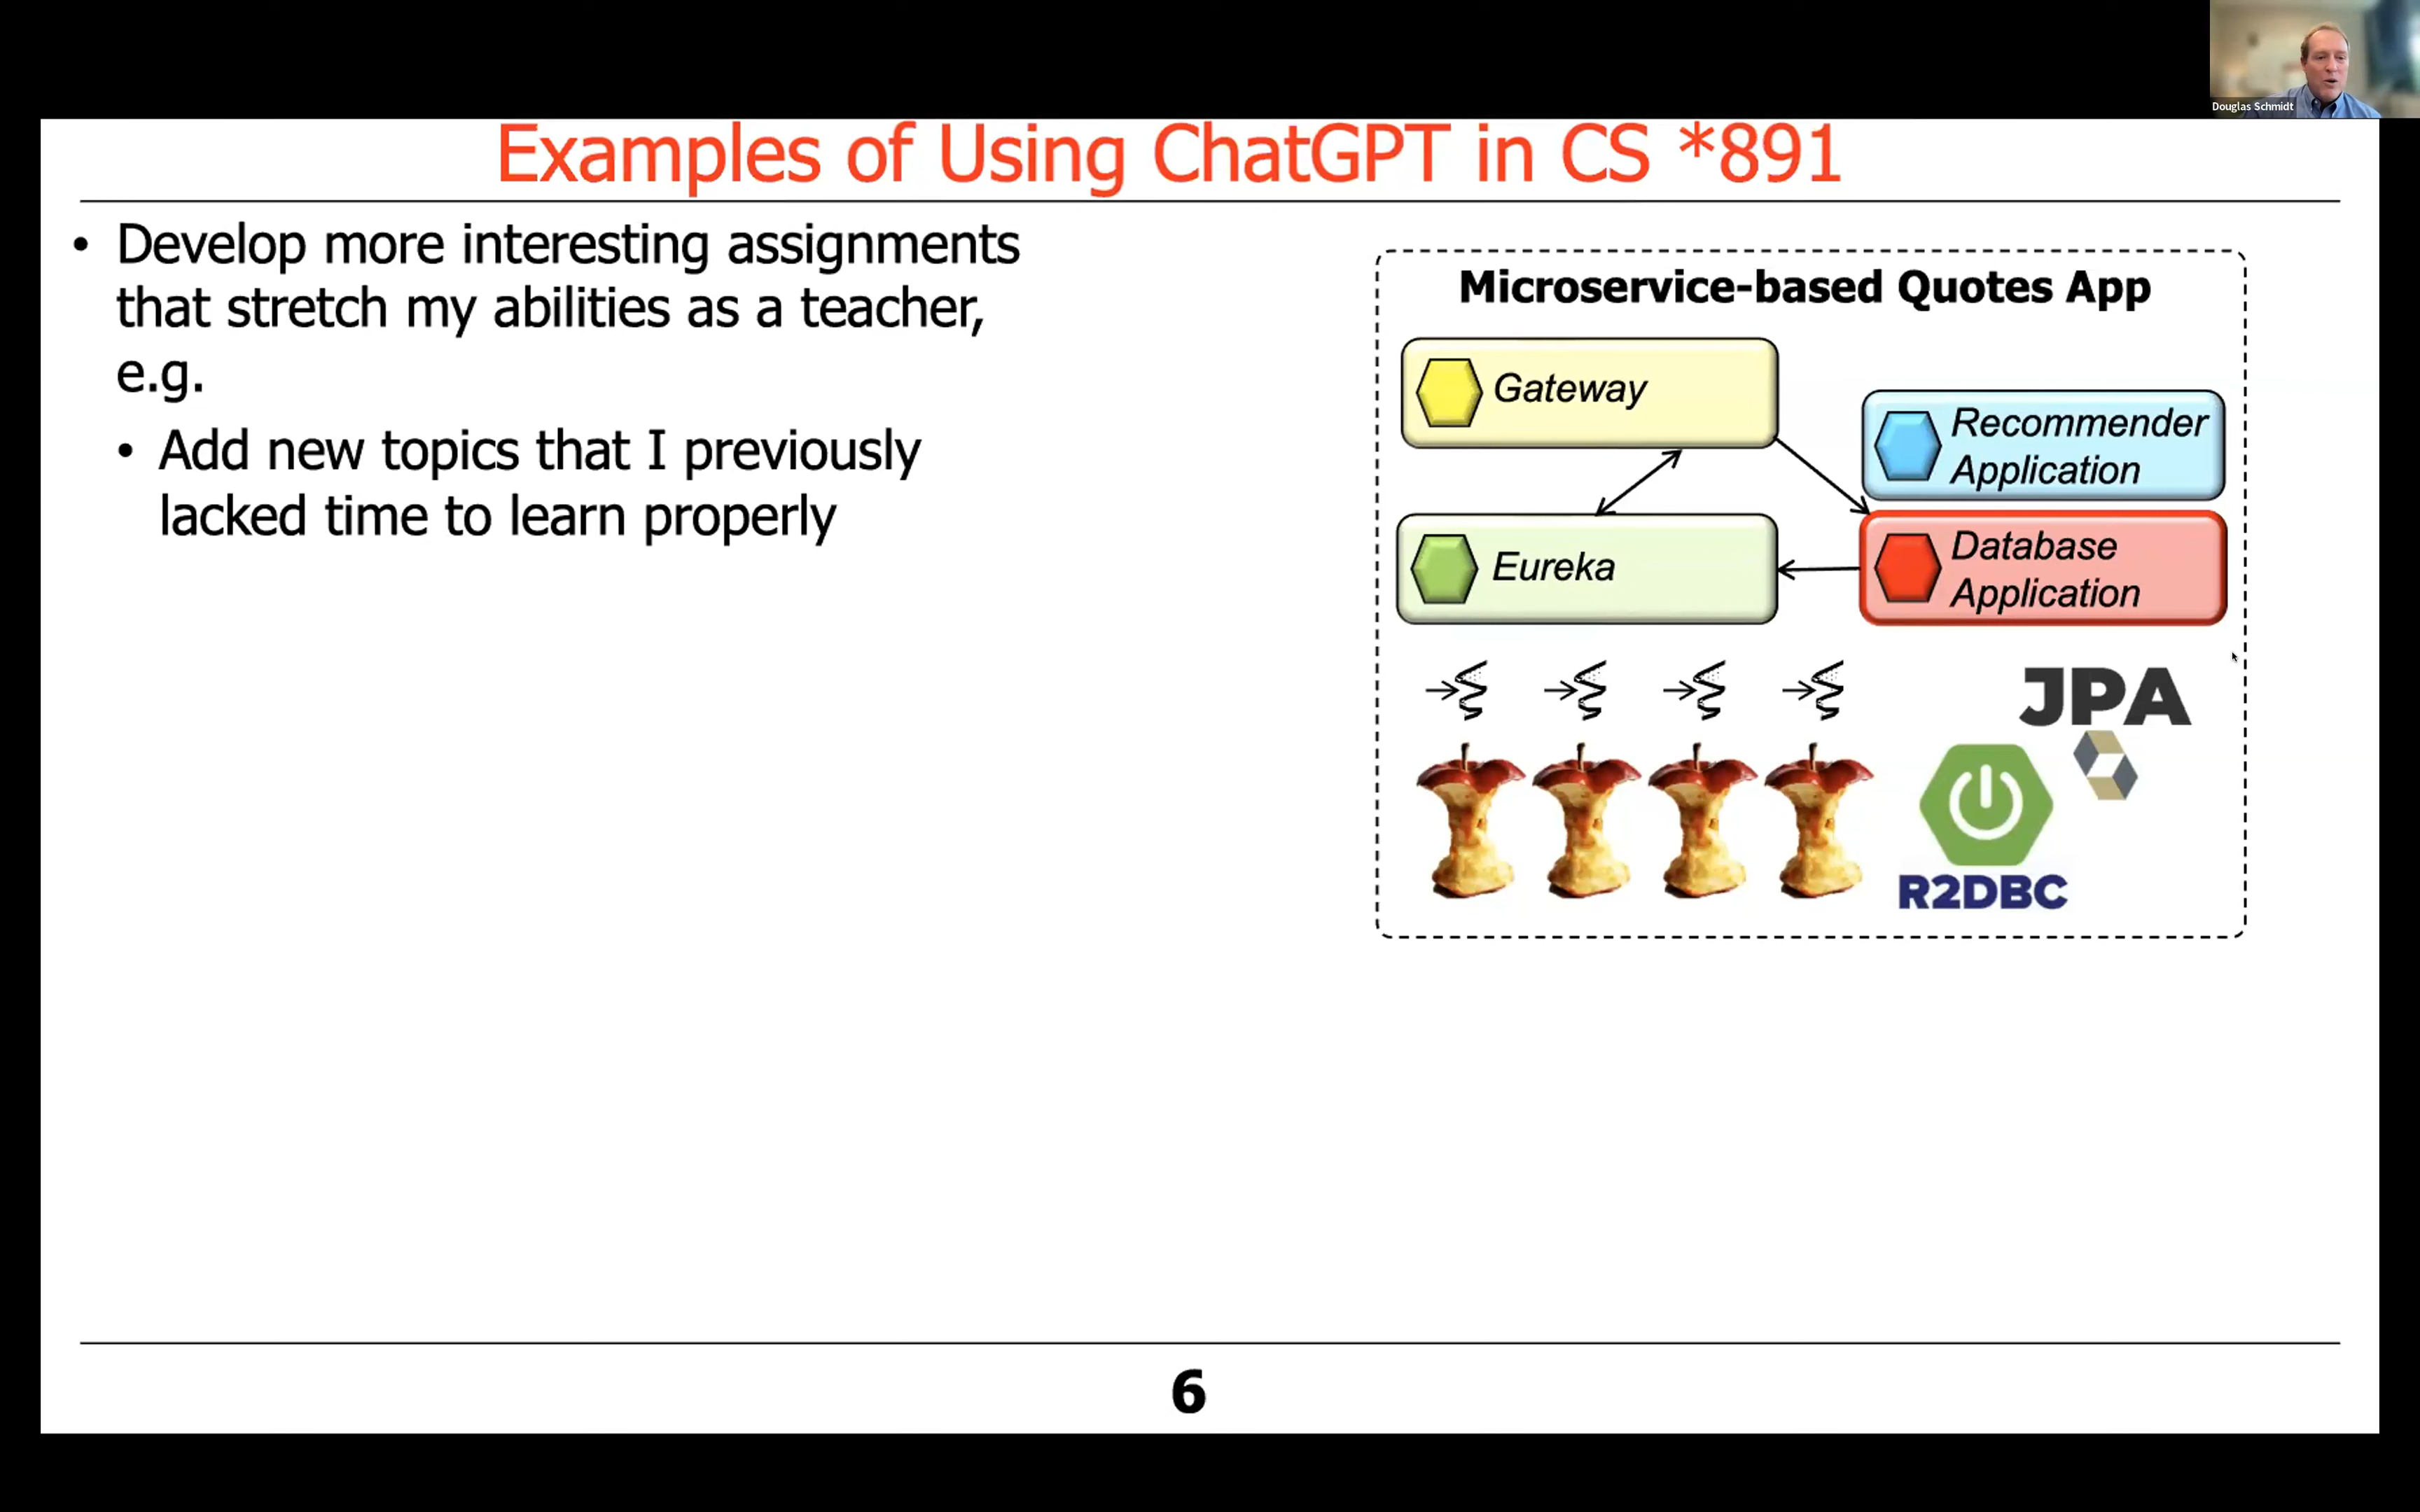 Douglas Schmidt
Examples of Using ChatGPT in CS *891
• Develop more interesting assignments
that stretch my abilities as a teacher,
e.g.
• Add new topics that I previously
lacked time to learn properly
Microservice-based Quotes App
Gateway
Recommender
Application
Eureka
Database
Application
JPA
R2DBC
6